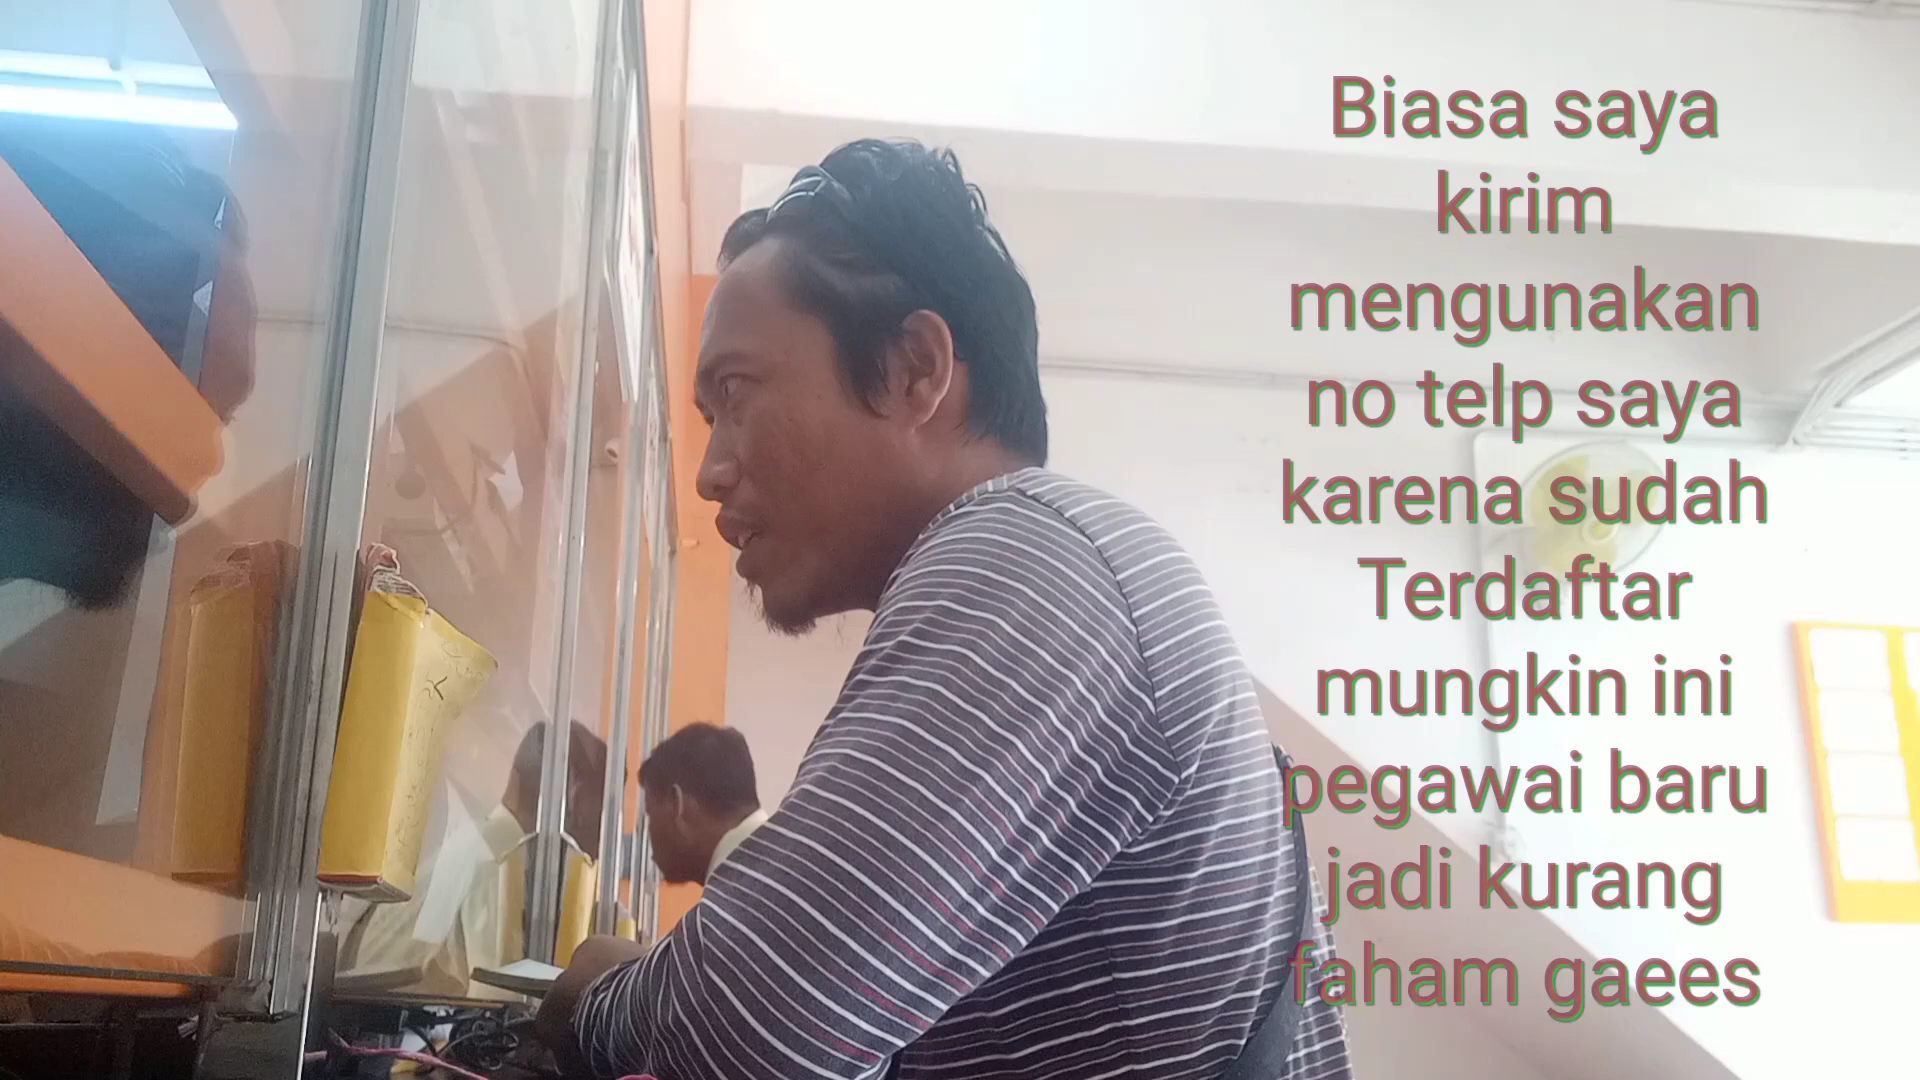 Biasa saya
kirim
mengunakan
no telp saya
karena sudah
Terdaftar
mungkin ini
pegawai baru
jadi kurang
faham gaees